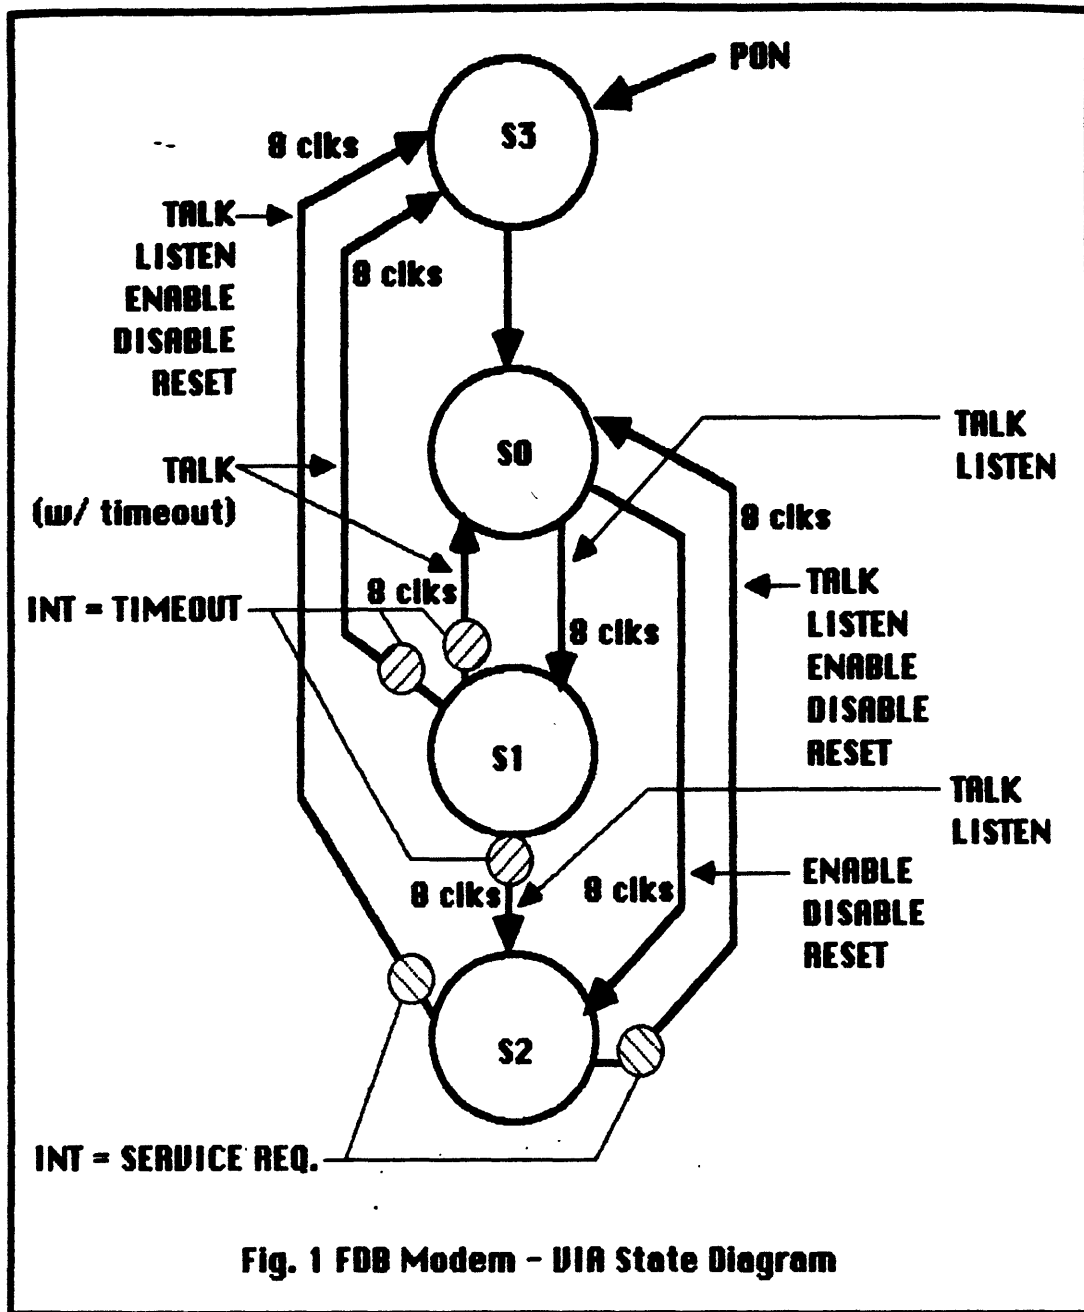 PON
S3
8 clks
TALK
LISTEN
ENABLE
DISABLE
RESET
8 clks
S0
TALK
LISTEN
TALK
(w/ timeout)
8 clks
8 clks
INT = TIMEOUT
8 clks
TALK
LISTEN
ENABLE
DISABLE
RESET
S1
TALK
LISTEN
8 clks
8 clks
ENABLE
DISABLE
RESET
S2
INT = SERVICE REQ.
Fig. 1 FDB Modem - VIA State Diagram